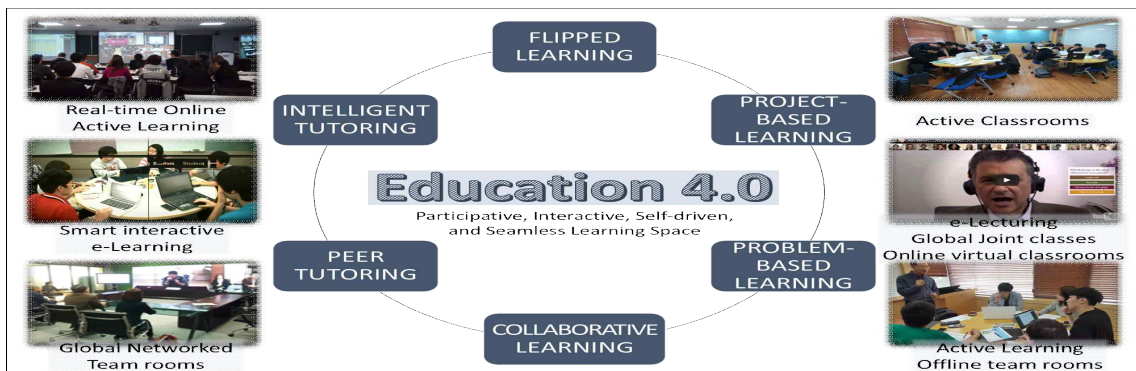 FLIPPED
LEARNING
INTELLIGENT
TUTORING
PROJECT-
BASED
LEARNING
Education 4.0
Participative, Interactive, Self-driven,
and Seamless Learning Space
PEER
TUTORING
PROBLEM-
BASED
LEARNING
COLLABORATIVE
LEARNING
Real-time Online
Active Learning
Smart interactive
e-Learning
Global Networked
Team rooms
Active Classrooms
e-Lecturing
Global Joint classes
Online virtual classrooms
Active Learning
Offline team rooms